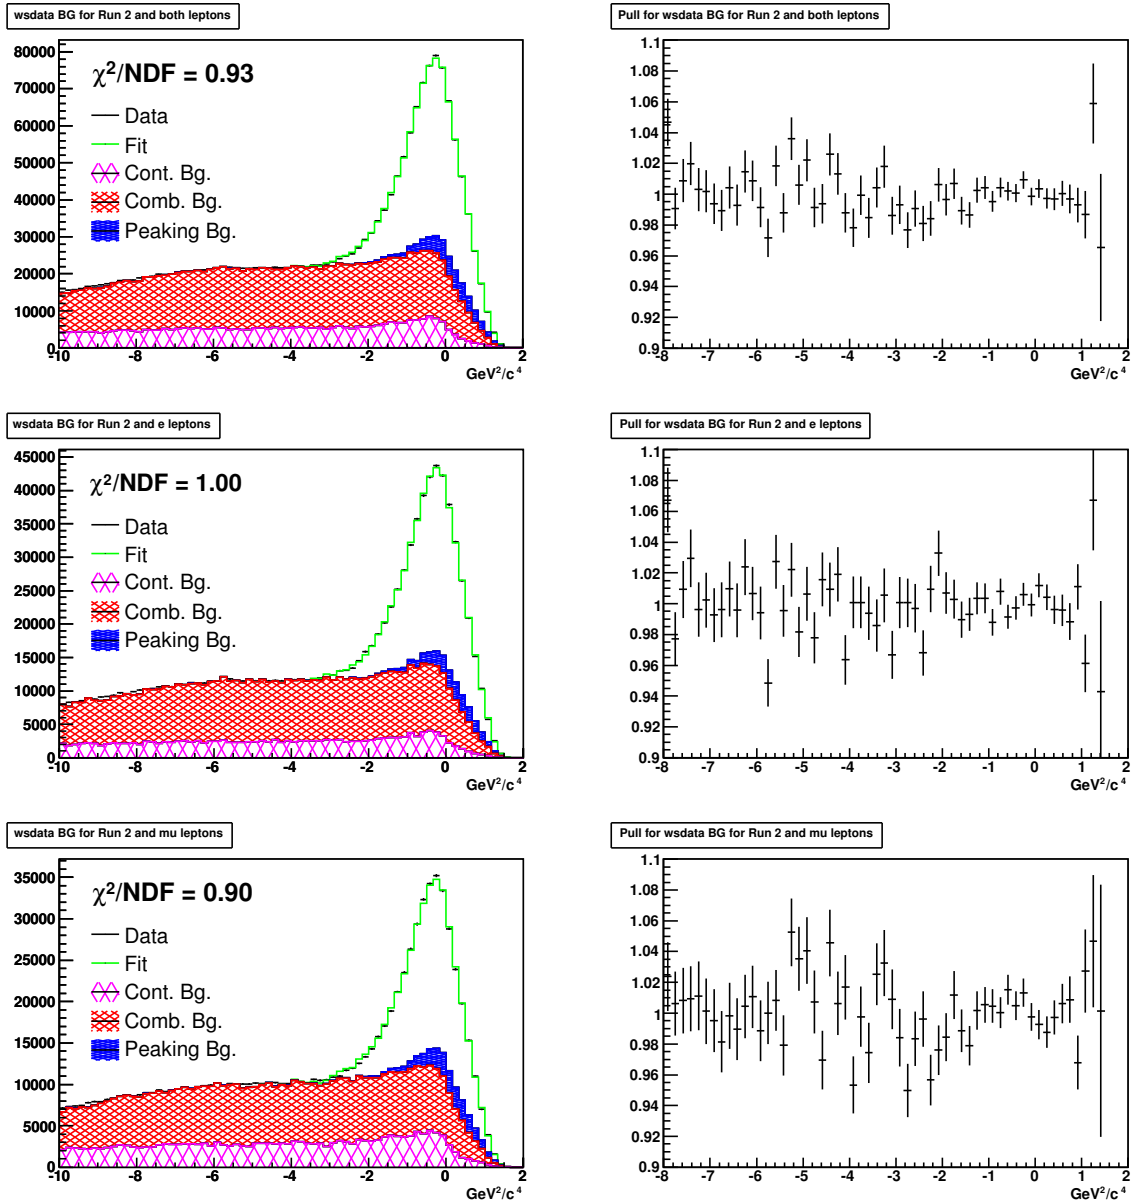 wsdata BG for Run 2 and both leptons
80000
70000
60000
50000
40000
30000
20000
10000
0
χ²/NDF = 0.93
Data
Fit
Cont. Bg.
Comb. Bg.
Peaking Bg.
-10 -8 -6 -4 -2 0 2
GeV²/c⁴
Pull for wsdata BG for Run 2 and both leptons
1.1
1.08
1.06
1.04
1.02
1
0.98
0.96
0.94
0.92
0.9
-8 -7 -6 -5 -4 -3 -2 -1 0 1 2
GeV²/c⁴
wsdata BG for Run 2 and e leptons
45000
40000
35000
30000
25000
20000
15000
10000
5000
0
χ²/NDF = 1.00
Data
Fit
Cont. Bg.
Comb. Bg.
Peaking Bg.
-10 -8 -6 -4 -2 0 2
GeV²/c⁴
Pull for wsdata BG for Run 2 and e leptons
1.1
1.08
1.06
1.04
1.02
1
0.98
0.96
0.94
0.92
0.9
-8 -7 -6 -5 -4 -3 -2 -1 0 1 2
GeV²/c⁴
wsdata BG for Run 2 and mu leptons
35000
30000
25000
20000
15000
10000
5000
0
χ²/NDF = 0.90
Data
Fit
Cont. Bg.
Comb. Bg.
Peaking Bg.
-10 -8 -6 -4 -2 0 2
GeV²/c⁴
Pull for wsdata BG for Run 2 and mu leptons
1.1
1.08
1.06
1.04
1.02
1
0.98
0.96
0.94
0.92
0.9
-8 -7 -6 -5 -4 -3 -2 -1 0 1 2
GeV²/c⁴